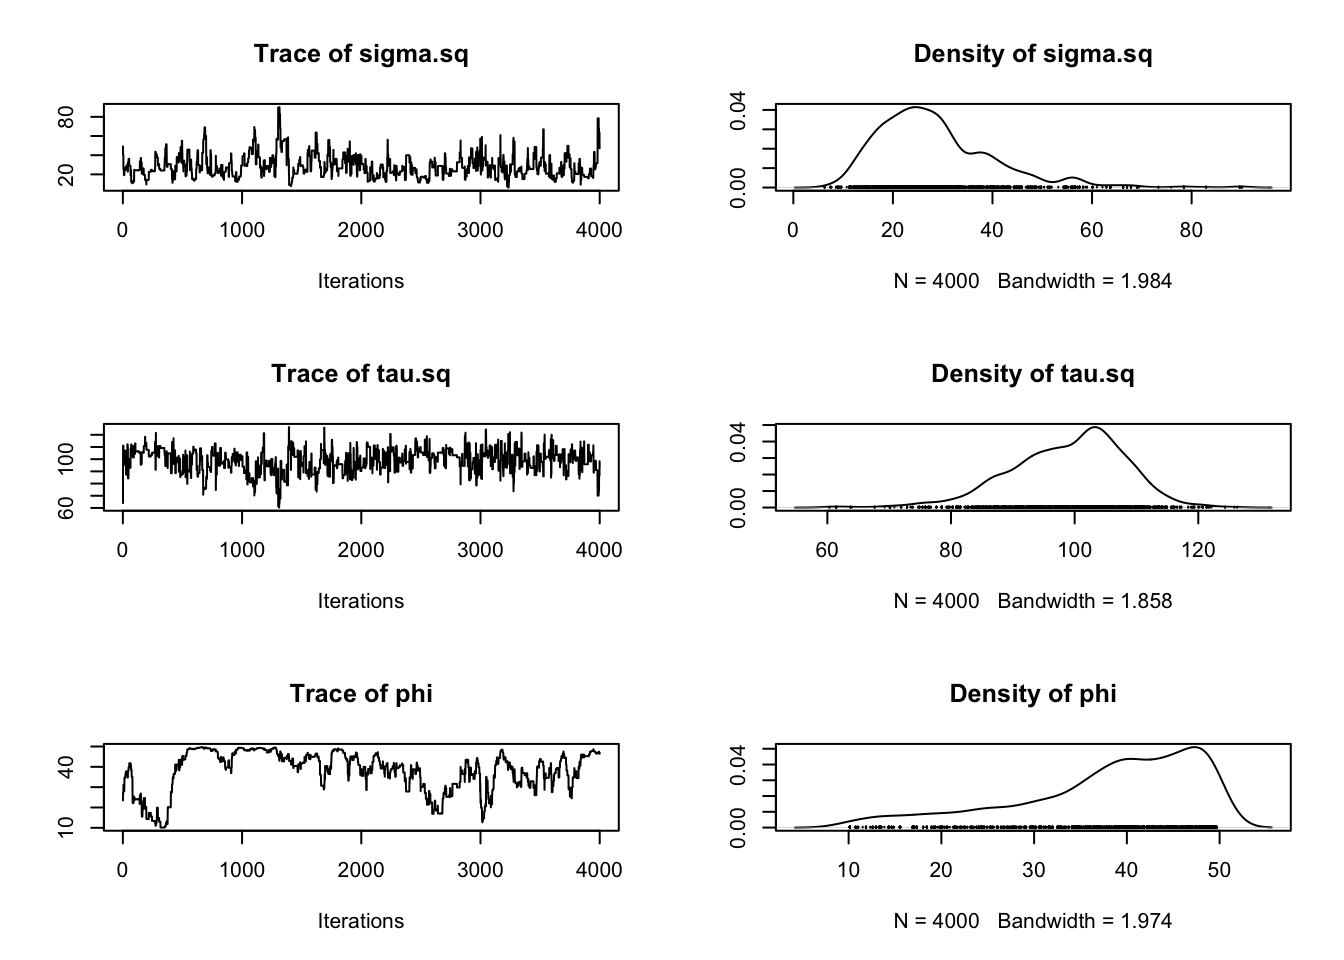 Trace of sigma.sq
20 80
0 1000 2000 3000 4000
Iterations
Density of sigma.sq
0.00 0.04
0 20 40 60 80
N = 4000 Bandwidth = 1.984
Trace of tau.sq
60 100
0 1000 2000 3000 4000
Iterations
Density of tau.sq
0.00 0.04
60 80 100 120
N = 4000 Bandwidth = 1.858
Trace of phi
10 40
0 1000 2000 3000 4000
Iterations
Density of phi
0.00 0.04
10 20 30 40 50
N = 4000 Bandwidth = 1.974